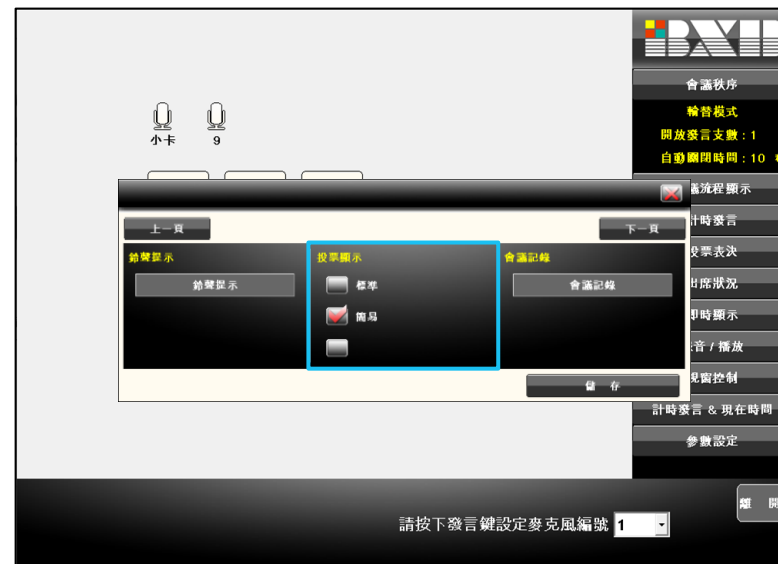 會議秩序
輪替模式
開放發言支數:1
自動關閉時間:10
小卡
9
議流程顯示
計時發言
投票表決
出席狀況
即時顯示
音 / 播放
視窗控制
計時發言 & 現在時間
參數設定
上一頁
下一頁
鈴聲提示
鈴聲提示
投票顯示
標準
簡易
會議記錄
會議記錄
儲 存
離 開
請按下發言鍵設定麥克風編號 1